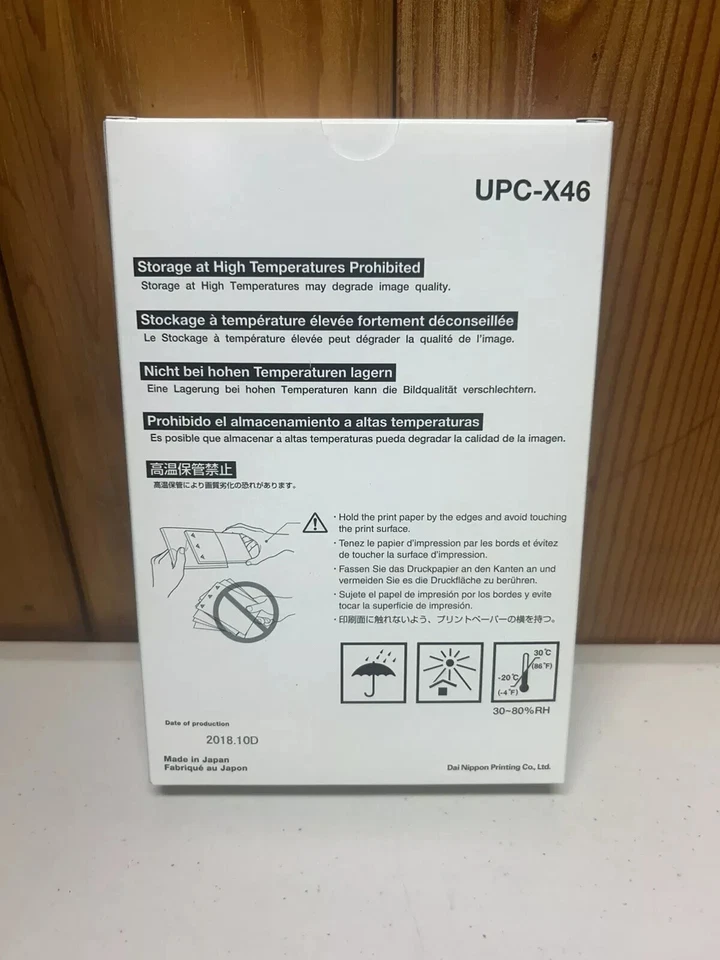 UPC-X46
Storage at High Temperatures Prohibited
Storage at High Temperatures may degrade image quality.
Stockage à température élevée fortement déconseillée
Le Stockage à température élevée peut dégrader la qualité de l'image.
Nicht bei hohen Temperaturen lagern
Eine Lagerung bei hohen Temperaturen kann die Bildqualität verschlechtern.
Prohibido el almacenamiento a altas temperaturas
Es posible que almacenar a altas temperaturas pueda degradar la calidad de la imagen.
高温保管禁止
高温保管により画質劣化の恐れがあります。
· Hold the print paper by the edges and avoid touching
the print surface.
· Tenez le papier d'impression par les bords et évitez
de toucher la surface d'impression.
· Fassen Sie das Druckpapier an den Kanten an und
vermeiden Sie es die Druckfläche zu berühren.
· Sujete el papel de impresión por los bordes y evite
tocar la superficie de impresión.
· 印刷面に触れないよう、プリントペーパーの横を持つ。
30°C
(86°F)
-20°C
(-4°F)
30~80%RH
Date of production
2018.10D
Made in Japan
Fabriqué au Japon
Dai Nippon Printing Co., Ltd.